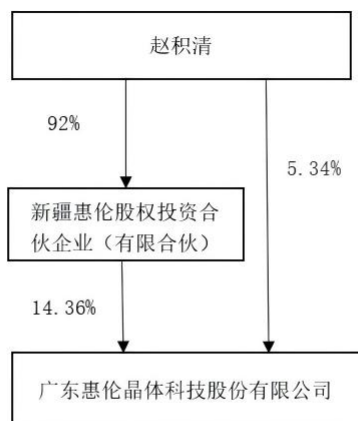 赵积清
92%
5.34%
新疆惠伦股权投资合
伙企业（有限合伙）
14.36%
广东惠伦晶体科技股份有限公司